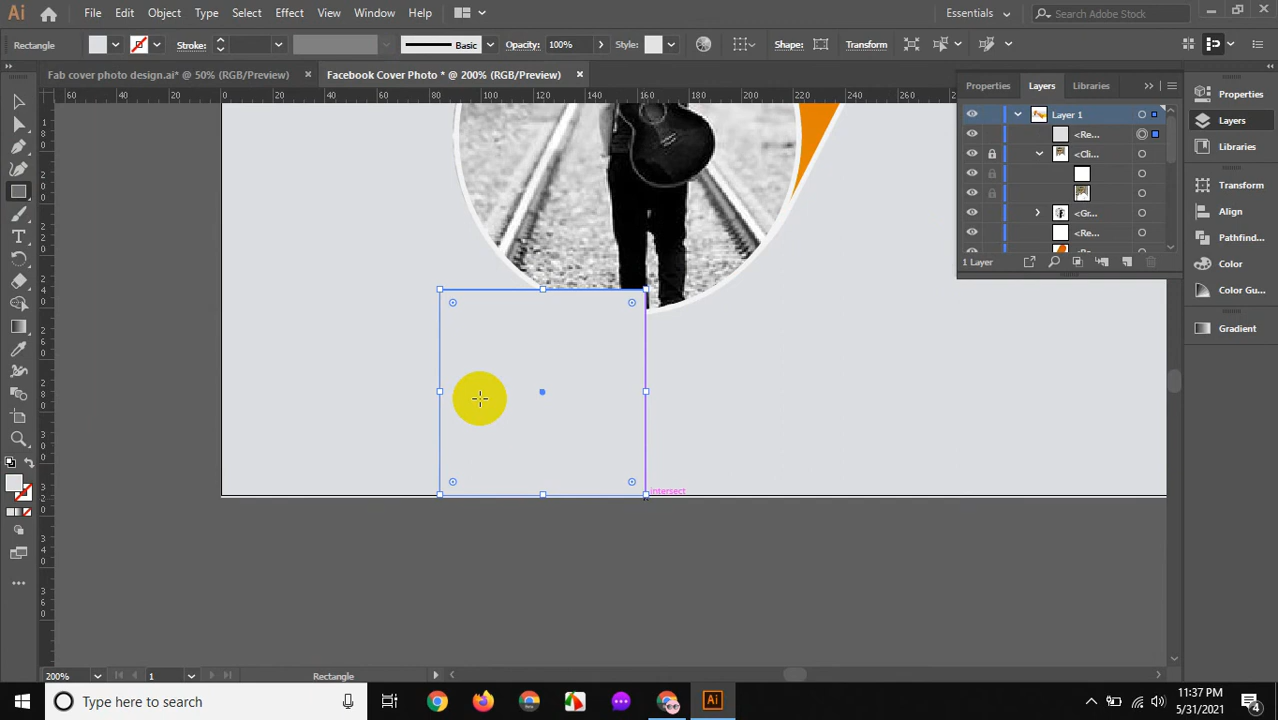 Ai File Edit Object Type Select Effect View Window Help Essentials Search Adobe Stock
Rectangle Stroke: Basic Opacity: 100% Style: Shape: Transform
Fab cover photo design.ai* @ 50% (RGB/Preview) × Facebook Cover Photo * @ 200% (RGB/Preview) ×
Properties Layers Libraries
60 40 20 0 20 40 60 80 100 120 140 160 180 200 220 240 260 280
Layer 1
<Re...
<Cli...
<Gr...
<Re...
1 Layer
Properties
Layers
Libraries
Transform
Align
Pathfind...
Color
Color Gu...
Gradient
intersect
200% 1 Rectangle
Type here to search
Ai
11:37 PM
5/31/2021
4